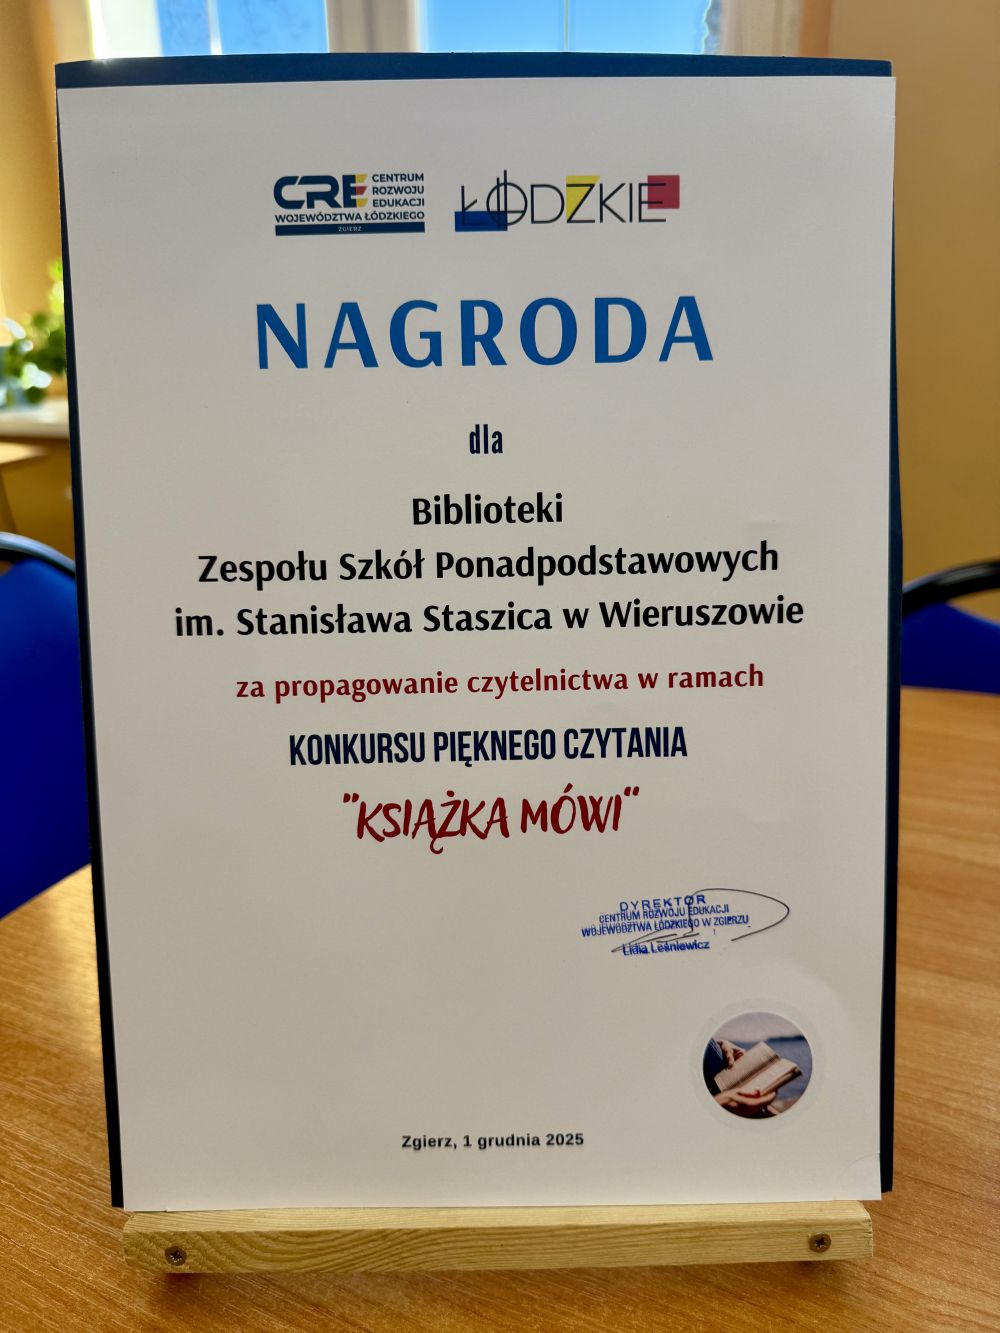 CRE CENTRUM
ROZWOJU
EDUKACJI
WOJEWÓDZTWA ŁÓDZKIEGO
ZGIERZ
ŁÓDZKIE
NAGRODA
dla
Biblioteki
Zespołu Szkół Ponadpodstawowych
im. Stanisława Staszica w Wieruszowie
za propagowanie czytelnictwa w ramach
KONKURSU PIĘKNEGO CZYTANIA
"KSIĄŻKA MÓWI"
DYREKTOR
CENTRUM ROZWOJU EDUKACJI
WOJEWÓDZTWA ŁÓDZKIEGO W ZGIERZU
Lidia Leśniewicz
Zgierz, 1 grudnia 2025